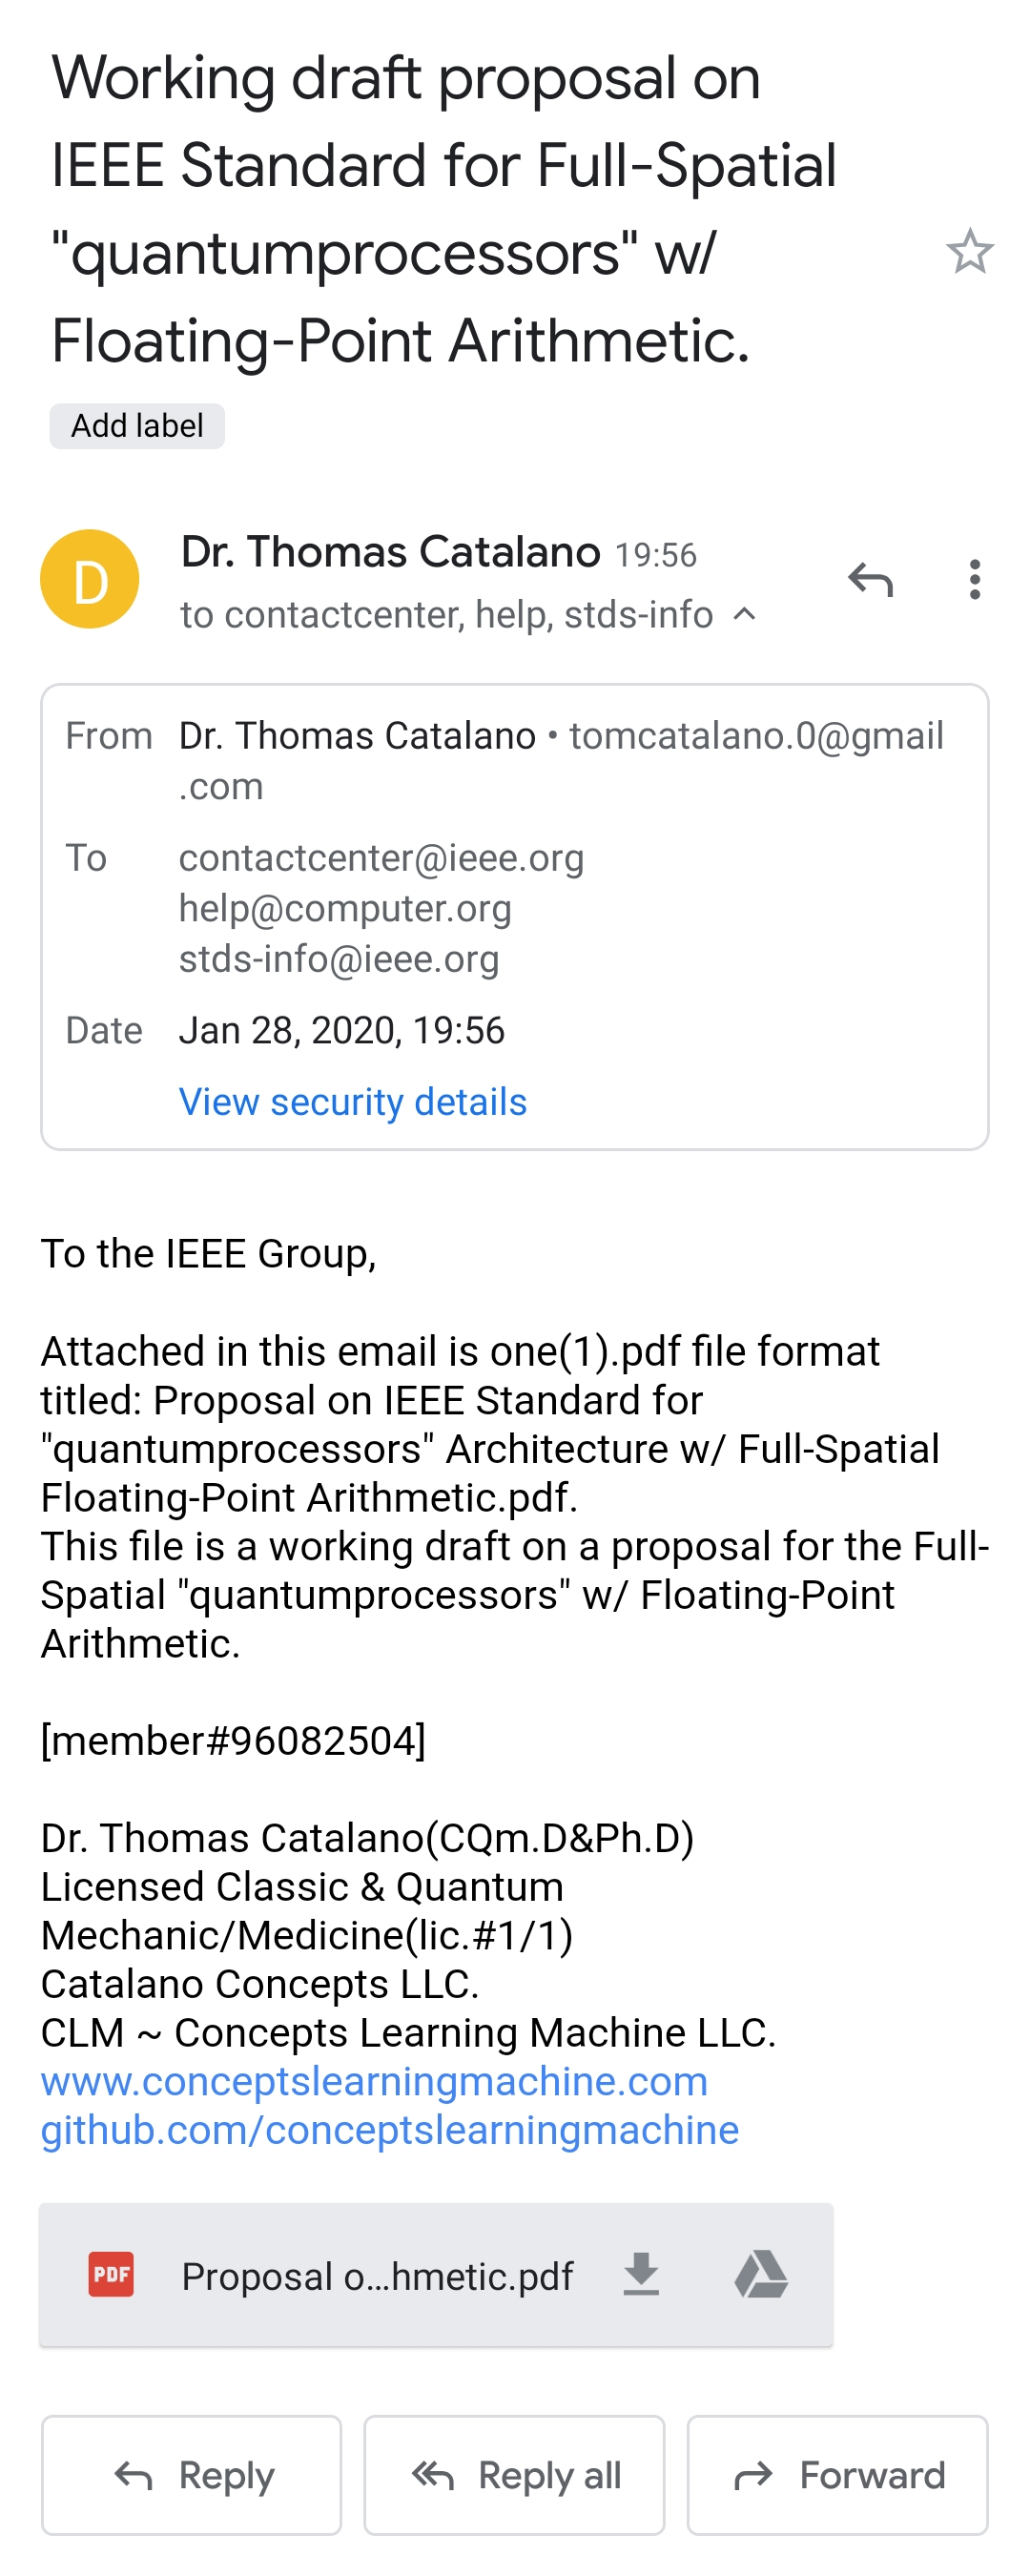 Working draft proposal on
IEEE Standard for Full-Spatial
"quantumprocessors" w/
Floating-Point Arithmetic.
Add label
D
Dr. Thomas Catalano 19:56
to contactcenter, help, stds-info
From Dr. Thomas Catalano • tomcatalano.0@gmail
.com
To contactcenter@ieee.org
help@computer.org
stds-info@ieee.org
Date Jan 28, 2020, 19:56
View security details
To the IEEE Group,
Attached in this email is one(1).pdf file format
titled: Proposal on IEEE Standard for
"quantumprocessors" Architecture w/ Full-Spatial
Floating-Point Arithmetic.pdf.
This file is a working draft on a proposal for the Full-
Spatial "quantumprocessors" w/ Floating-Point
Arithmetic.
[member#96082504]
Dr. Thomas Catalano(CQm.D&Ph.D)
Licensed Classic & Quantum
Mechanic/Medicine(lic.#1/1)
Catalano Concepts LLC.
CLM ~ Concepts Learning Machine LLC.
www.conceptslearningmachine.com
github.com/conceptslearningmachine
PDF Proposal o...hmetic.pdf
Reply Reply all Forward